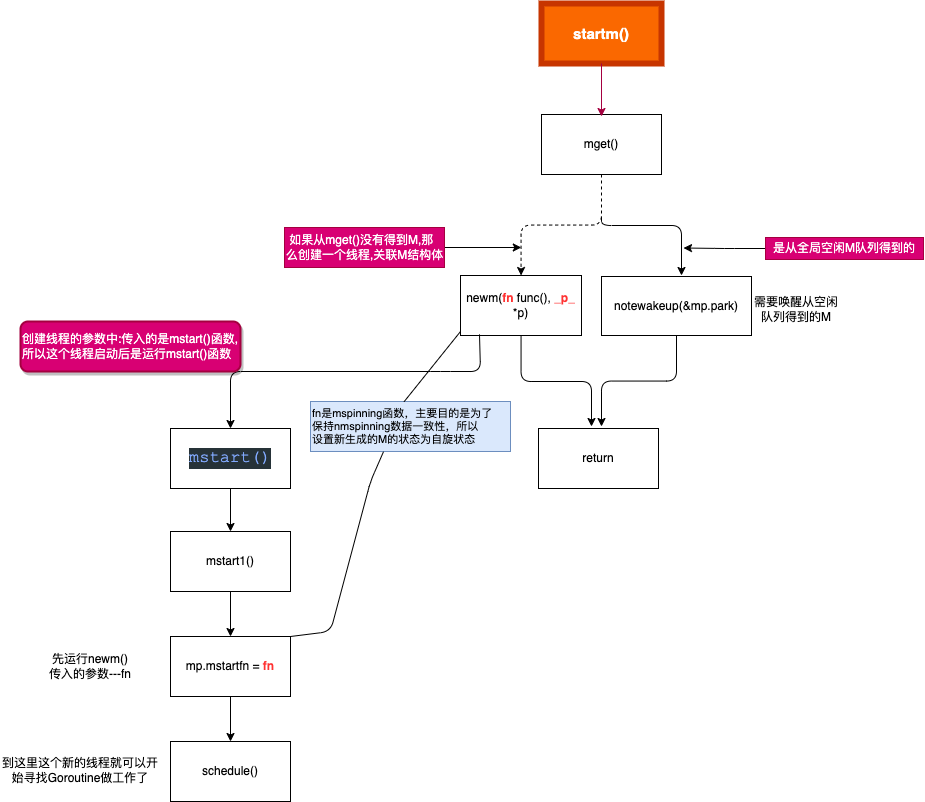 startm()
mget()
如果从mget()没有得到M,那
么创建一个线程,关联M结构体
是从全局空闲M队列得到的
newm(fn func(), _p_
*p)
notewakeup(&mp.park)
需要唤醒从空闲
队列得到的M
创建线程的参数中:传入的是mstart()函数,
所以这个线程启动后是运行mstart()函数
fn是mspinning函数，主要目的是为了
保持nmspinning数据一致性，所以
设置新生成的M的状态为自旋状态
mstart()
return
mstart1()
先运行newm()
传入的参数---fn
mp.mstartfn = fn
到这里这个新的线程就可以开
始寻找Goroutine做工作了
schedule()